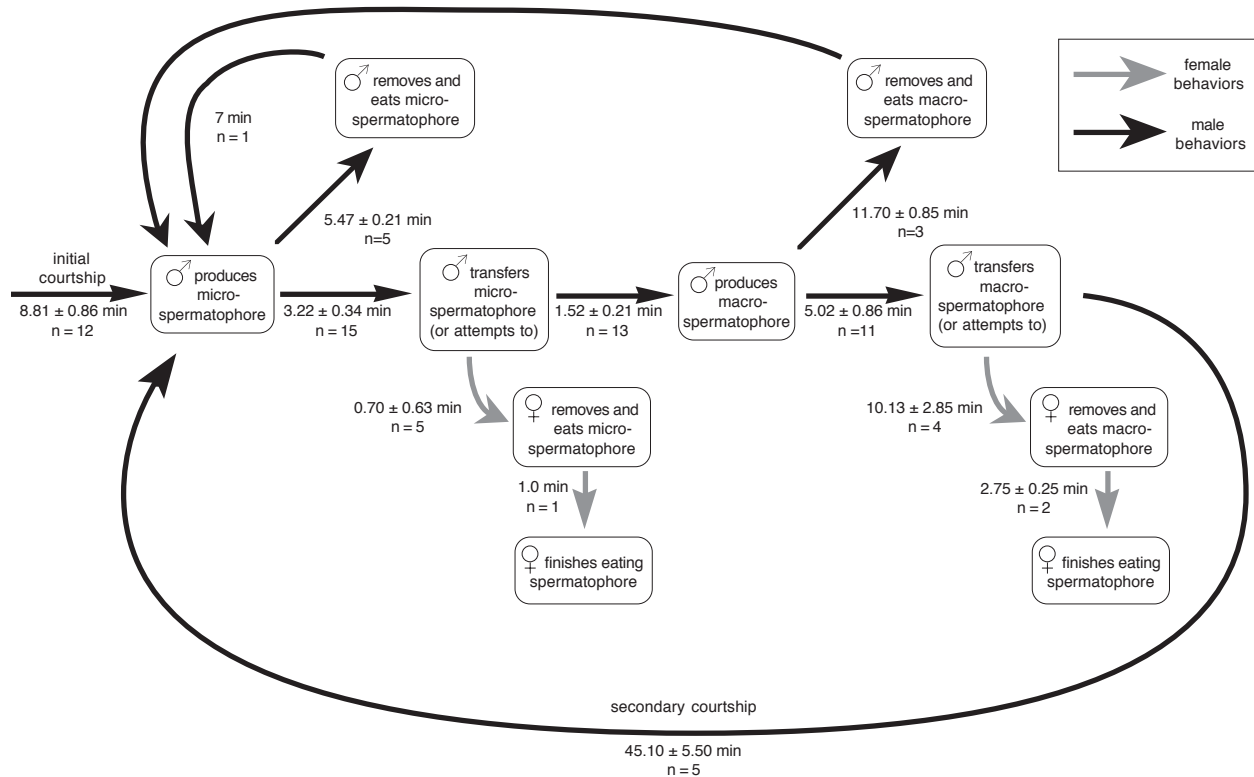 ♂ removes and
eats micro-
spermatophore
♂ removes and
eats macro-
spermatophore
female
behaviors
male
behaviors
7 min
n = 1
5.47 ± 0.21 min
n=5
11.70 ± 0.85 min
n=3
initial
courtship
8.81 ± 0.86 min
n = 12
♂ produces
micro-
spermatophore
3.22 ± 0.34 min
n = 15
♂ transfers
micro-
spermatophore
(or attempts to)
1.52 ± 0.21 min
n = 13
♂ produces
macro-
spermatophore
5.02 ± 0.86 min
n =11
♂ transfers
macro-
spermatophore
(or attempts to)
0.70 ± 0.63 min
n = 5
♀ removes and
eats micro-
spermatophore
10.13 ± 2.85 min
n = 4
♀ removes and
eats macro-
spermatophore
1.0 min
n = 1
2.75 ± 0.25 min
n = 2
♀ finishes eating
spermatophore
♀ finishes eating
spermatophore
secondary courtship
45.10 ± 5.50 min
n = 5